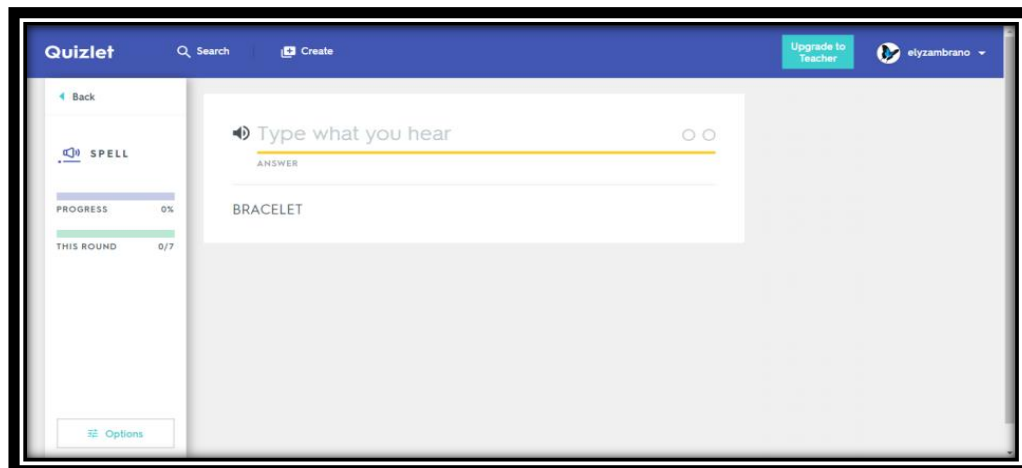 Quizlet
Search
Create
Upgrade to
Teacher
elyzambrano
Back
SPELL
PROGRESS 0%
THIS ROUND 0/7
Options
Type what you hear
ANSWER
BRACELET